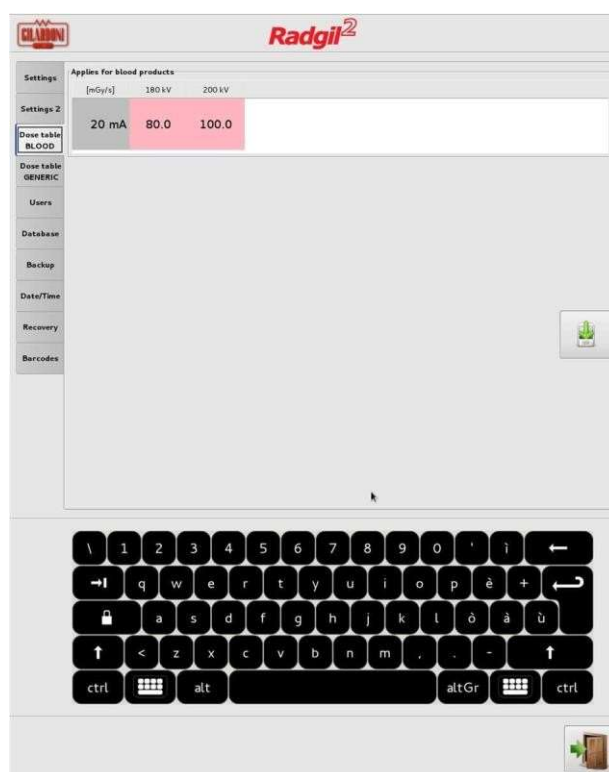 GILARDONI
Radgil2
Settings
Settings 2
Dose table
BLOOD
Dose table
GENERIC
Users
Database
Backup
Date/Time
Recovery
Barcodes
Applies for blood products
[mGy/s] 180 kV 200 kV
20 mA 80.0 100.0
\ 1 2 3 4 5 6 7 8 9 0 ' ì
q w e r t y u i o p è +
a s d f g h j k l ò à ù
< z x c v b n m , . -
ctrl alt altGr ctrl